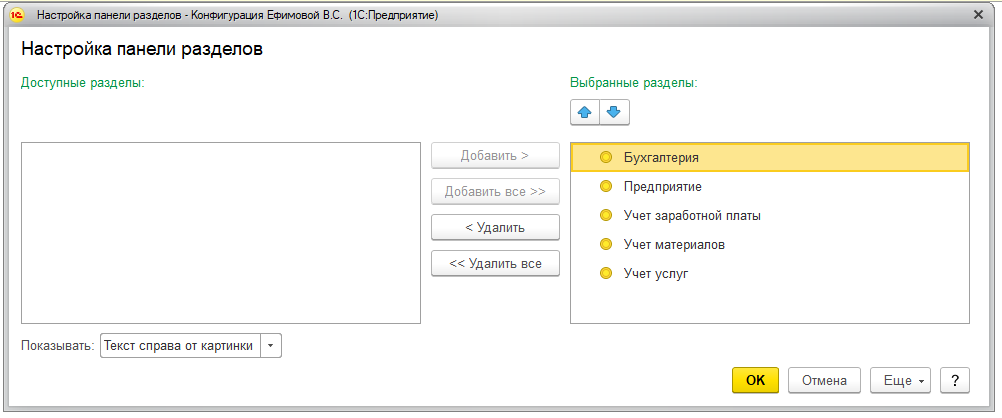 Настройка панели разделов - Конфигурация Ефимовой В.С. (1С:Предприятие)
Настройка панели разделов
Доступные разделы:
Выбранные разделы:
Добавить >
Добавить все >>
< Удалить
<< Удалить все
Бухгалтерия
Предприятие
Учет заработной платы
Учет материалов
Учет услуг
Показывать: Текст справа от картинки
OK Отмена Еще ?